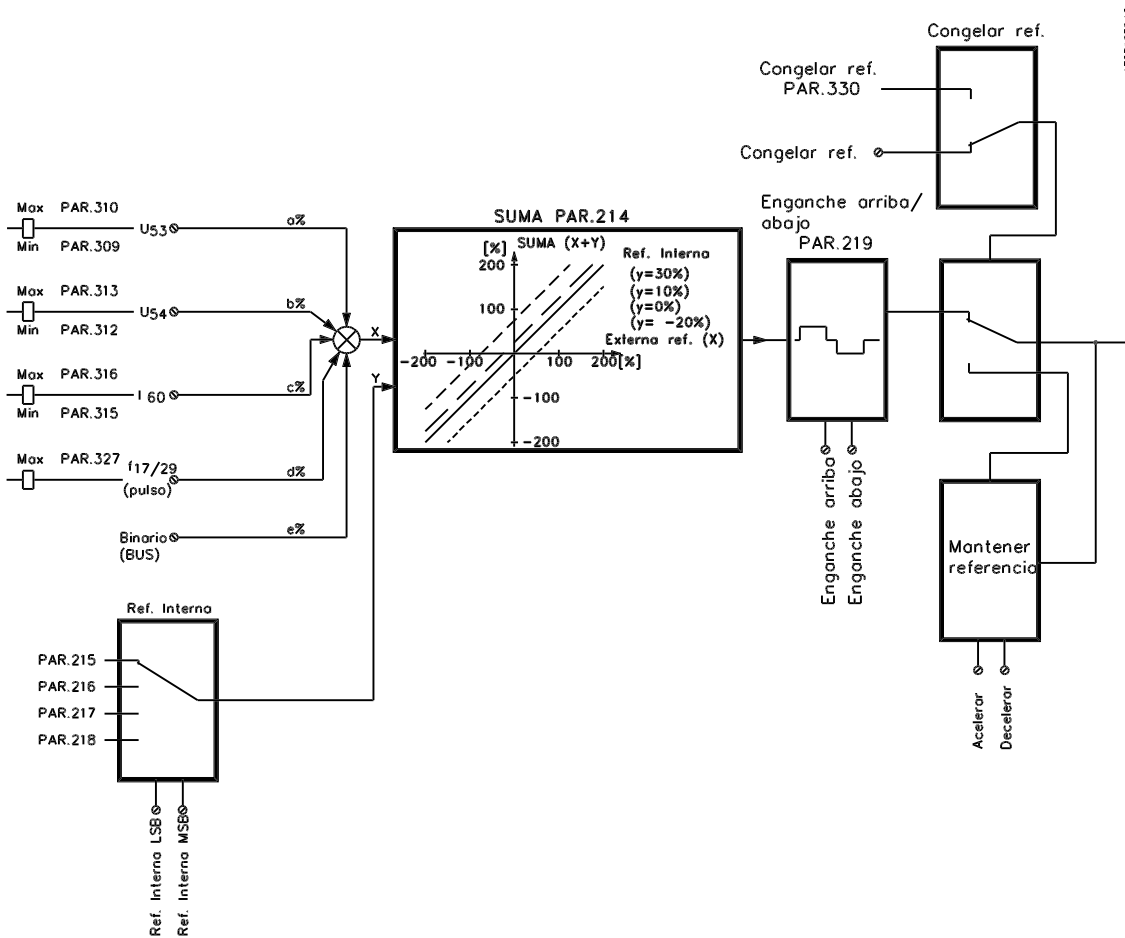 Congelar ref.
Congelar ref.
PAR.330
Congelar ref.
Enganche arriba/
abajo
PAR.219
Max PAR.310
U53
Min PAR.309
a%
Max PAR.313
U54
Min PAR.312
b%
Max PAR.316
I 60
Min PAR.315
c%
Max PAR.327
f17/29
(pulso)
d%
Binario
(BUS)
e%
X
Y
SUMA PAR.214
[%] SUMA (X+Y)
200
100
-200 -100
100 200[%]
-100
-200
Ref. Interna
(y=30%)
(y=10%)
(y=0%)
(y= -20%)
Externa ref. (X)
Enganche arriba
Enganche abajo
Mantener
referencia
Acelerar
Decelerar
Ref. Interna
PAR.215
PAR.216
PAR.217
PAR.218
Ref. Interna LSB
Ref. Interna MSB